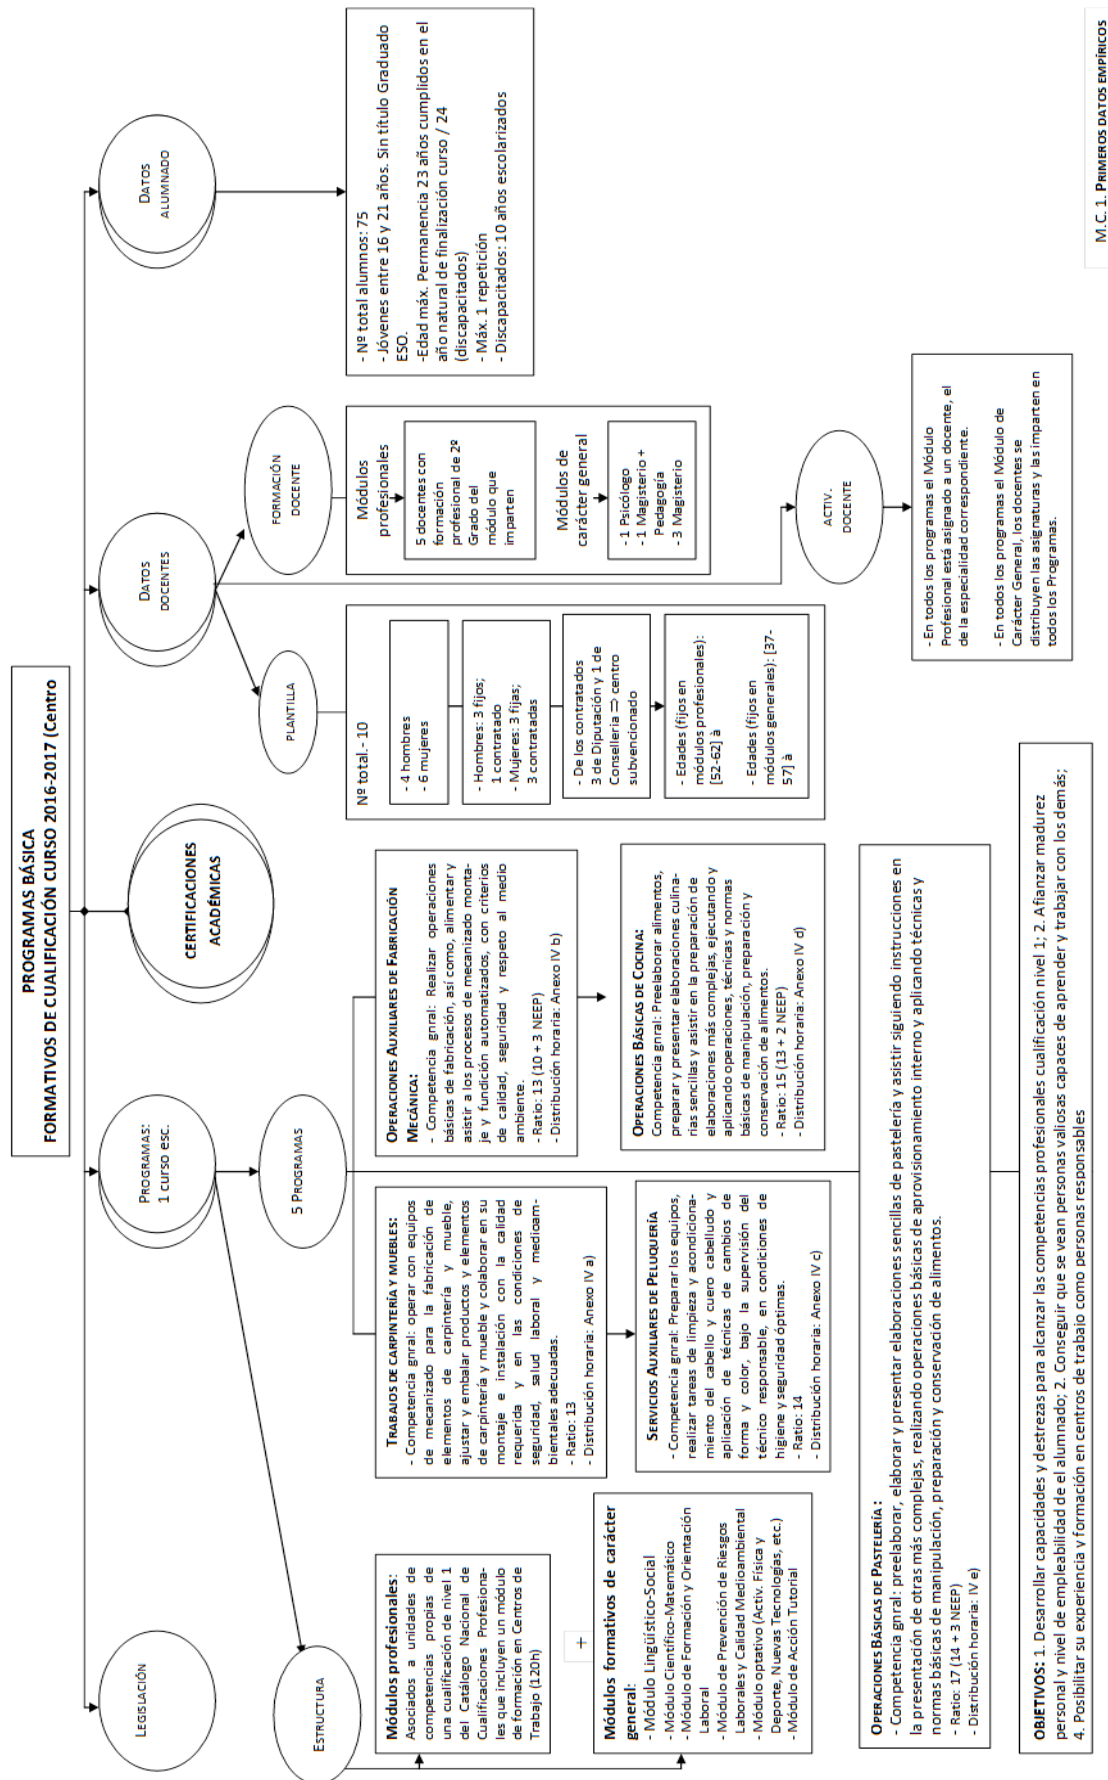 PROGRAMAS BÁSICA
FORMATIVOS DE CUALIFICACIÓN CURSO 2016-2017 (Centro
LEGISLACIÓN
PROGRAMAS:
1 curso esc.
CERTIFICACIONES
ACADÉMICAS
DATOS
DOCENTES
DATOS
ALUMNADO
ESTRUCTURA
5 PROGRAMAS
PLANTILLA
FORMACIÓN
DOCENTE
Módulos profesionales:
Asociados a unidades de
competencias propias de
una cualificación de nivel 1
del Catálogo Nacional de
Cualificaciones Profesiona-
les que incluyen un módulo
de formación en Centros de
Trabajo (120h)
+
Módulos formativos de carácter
general:
- Módulo Lingüístico-Social
- Módulo Científico-Matemático
- Módulo de Formación y Orientación
Laboral
- Módulo de Prevención de Riesgos
Laborales y Calidad Medioambiental
- Módulo optativo (Activ. Física y
Deporte, Nuevas Tecnologías, etc.)
- Módulo de Acción Tutorial
TRABAJOS DE CARPINTERÍA Y MUEBLES:
- Competencia gnral: operar con equipos
de mecanizado para la fabricación de
elementos de carpintería y mueble,
ajustar y embalar productos y elementos
de carpintería y mueble y colaborar en su
montaje e instalación con la calidad
requerida y en las condiciones de
seguridad, salud laboral y medioam-
bientales adecuadas.
- Ratio: 13
- Distribución horaria: Anexo IV a)
SERVICIOS AUXILIARES DE PELUQUERÍA
- Competencia gnral: Preparar los equipos,
realizar tareas de limpieza y acondiciona-
miento del cabello y cuero cabelludo y
aplicación de técnicas de cambios de
forma y color, bajo la supervisión del
técnico responsable, en condiciones de
higiene y seguridad óptimas.
- Ratio: 14
- Distribución horaria: Anexo IV c)
OPERACIONES AUXILIARES DE FABRICACIÓN
MECÁNICA:
- Competencia gnral: Realizar operaciones
básicas de fabricación, así como, alimentar y
asistir a los procesos de mecanizado monta-
je y fundición automatizados, con criterios
de calidad, seguridad y respeto al medio
ambiente.
- Ratio: 13 (10 + 3 NEEP)
- Distribución horaria: Anexo IV b)
OPERACIONES BÁSICAS DE COCINA:
Competencia gnral: Preelaborar alimentos,
preparar y presentar elaboraciones culina-
rias sencillas y asistir en la preparación de
elaboraciones más complejas, ejecutando y
aplicando operaciones, técnicas y normas
básicas de manipulación, preparación y
conservación de alimentos.
- Ratio: 15 (13 + 2 NEEP)
- Distribución horaria: Anexo IV d)
OPERACIONES BÁSICAS DE PASTELERÍA :
- Competencia gnral: preelaborar, elaborar y presentar elaboraciones sencillas de pastelería y asistir siguiendo instrucciones en
la presentación de otras más complejas, realizando operaciones básicas de aprovisionamiento interno y aplicando técnicas y
normas básicas de manipulación, preparación y conservación de alimentos.
- Ratio: 17 (14 + 3 NEEP)
- Distribución horaria: IV e)
OBJETIVOS: 1. Desarrollar capacidades y destrezas para alcanzar las competencias profesionales cualificación nivel 1; 2. Afianzar madurez
personal y nivel de empleabilidad de el alumnado; 2. Conseguir que se vean personas valiosas capaces de aprender y trabajar con los demás;
4. Posibilitar su experiencia y formación en centros de trabajo como personas responsables
Nº total.- 10
- 4 hombres
- 6 mujeres
- Hombres: 3 fijos;
1 contratado
- Mujeres: 3 fijas;
3 contratadas
- De los contratados
3 de Diputación y 1 de
Conselleria => centro
subvencionado
- Edades (fijos en
módulos profesionales):
[52-62] à
- Edades (fijos en
módulos generales): [37-
57] à
Módulos
profesionales
5 docentes con
formación
profesional de 2º
Grado del
módulo que
imparten
Módulos de
carácter general
- 1 Psicólogo
- 1 Magisterio +
Pedagogía
- 3 Magisterio
ACTIV.
DOCENTE
- En todos los programas el Módulo
Profesional está asignado a un docente, el
de la especialidad correspondiente.
- En todos los programas el Módulo de
Carácter General, los docentes se
distribuyen las asignaturas y las imparten en
todos los Programas.
- Nº total alumnos: 75
- Jóvenes entre 16 y 21 años. Sin título Graduado
ESO.
-Edad máx. Permanencia 23 años cumplidos en el
año natural de finalización curso / 24
(discapacitados)
- Máx. 1 repetición
- Discapacitados: 10 años escolarizados
M.C. 1. PRIMEROS DATOS EMPÍRICOS